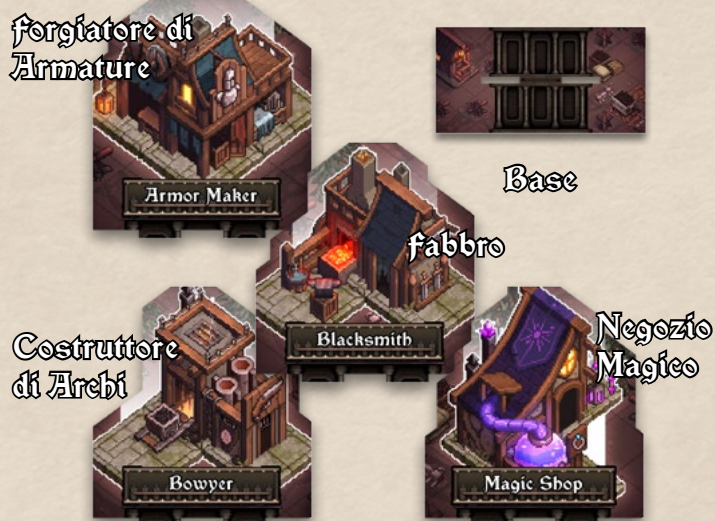 Forgiatore di
Armature
Armor Maker
Base
Fabbro
Blacksmith
Costruttore
di Archi
Bowyer
Negozio
Magico
Magic Shop